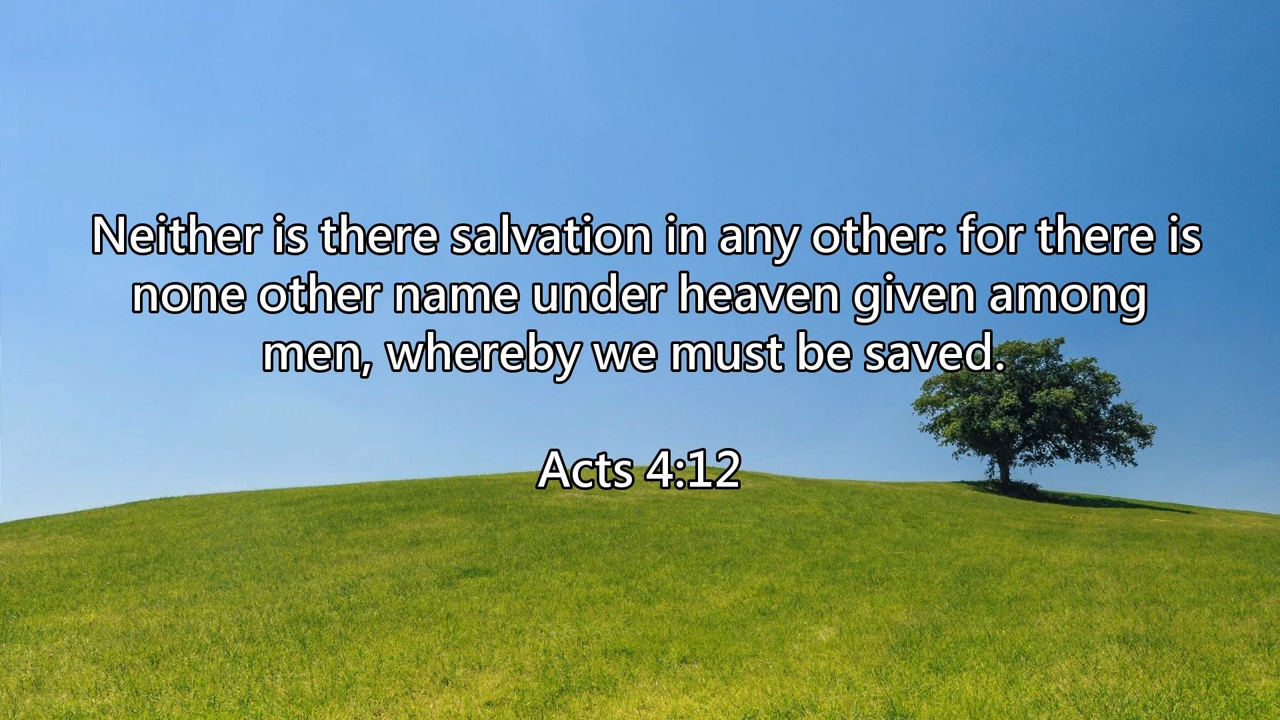 Neither is there salvation in any other: for there is
none other name under heaven given among
men, whereby we must be saved.
Acts 4:12